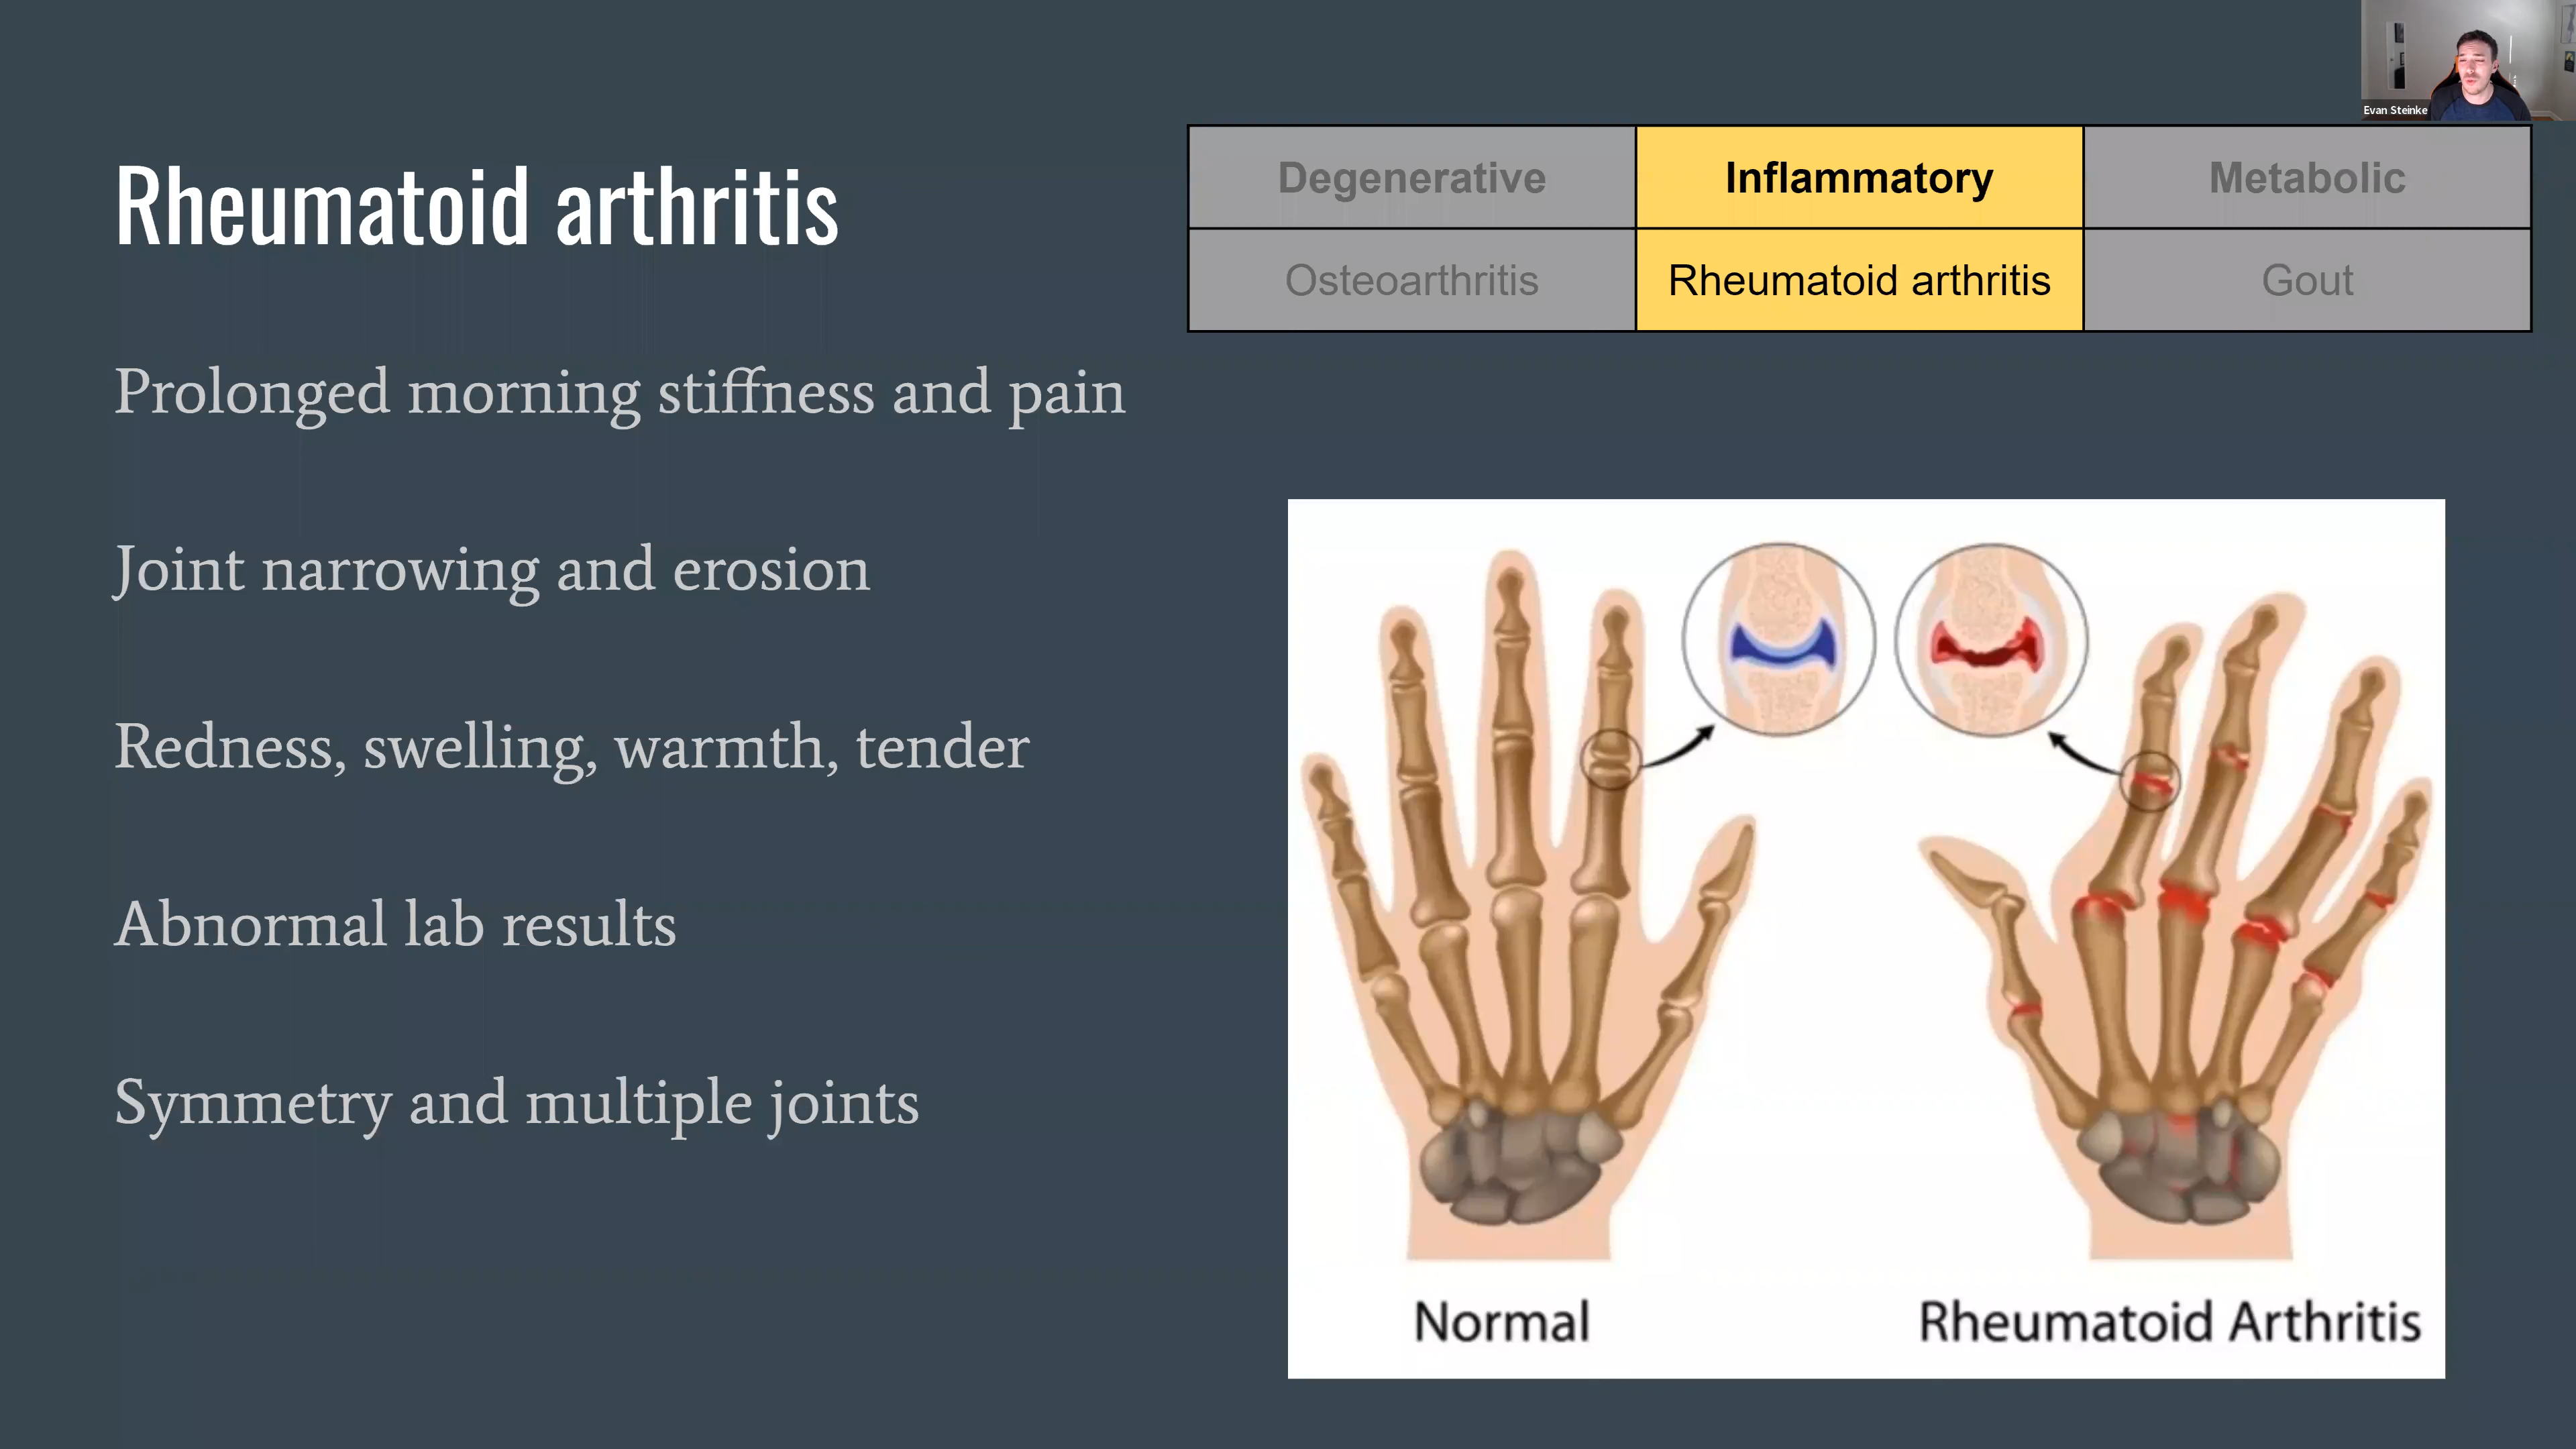 Evan Steinke
Rheumatoid arthritis
Degenerative Inflammatory Metabolic
Osteoarthritis Rheumatoid arthritis Gout
Prolonged morning stiffness and pain
Joint narrowing and erosion
Redness, swelling, warmth, tender
Abnormal lab results
Symmetry and multiple joints
Normal
Rheumatoid Arthritis